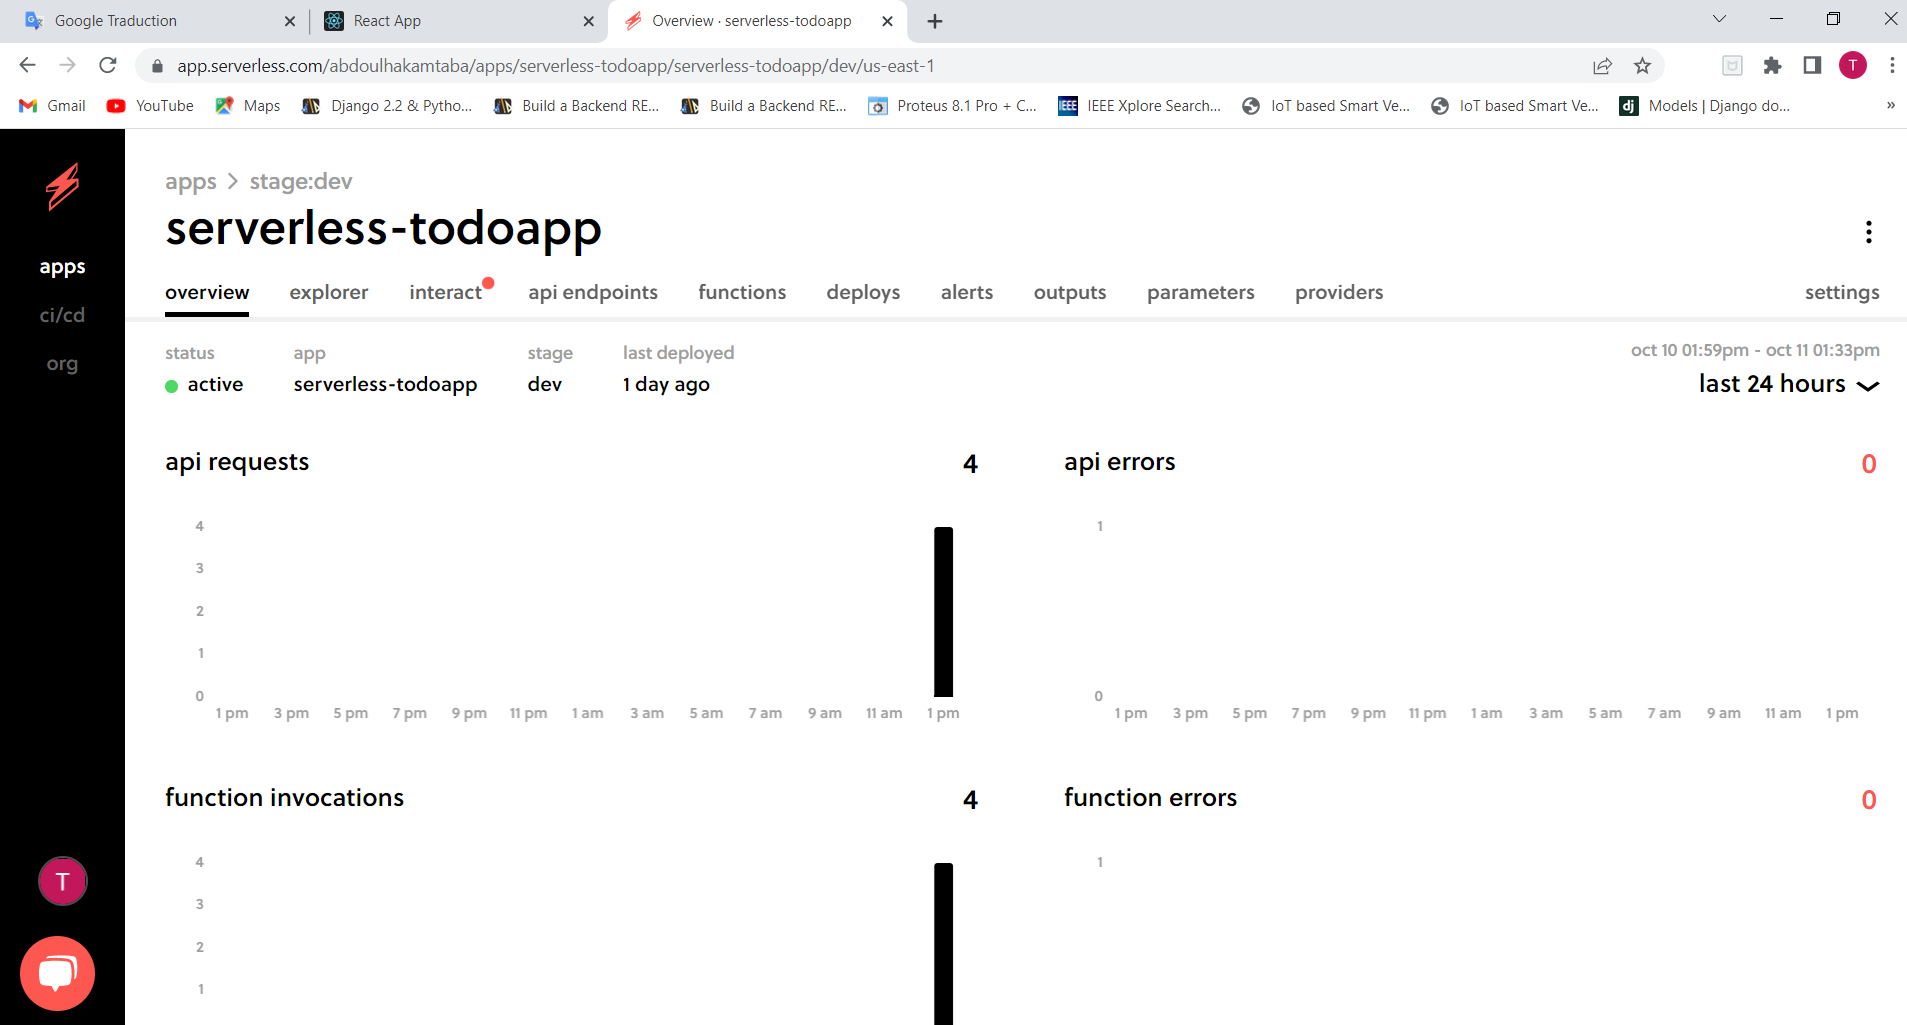 Google Traduction
React App
Overview · serverless-todoapp
app.serverless.com/abdoulhakamtaba/apps/serverless-todoapp/serverless-todoapp/dev/us-east-1
T
Gmail YouTube Maps Django 2.2 & Pytho... Build a Backend RE... Build a Backend RE... Proteus 8.1 Pro + C... IEEE IEEE Xplore Search... IoT based Smart Ve... IoT based Smart Ve... dj Models | Django do... »
apps
ci/cd
org
T
apps > stage:dev
serverless-todoapp
overview explorer interact api endpoints functions deploys alerts outputs parameters providers settings
status app stage last deployed
active serverless-todoapp dev 1 day ago
oct 10 01:59pm - oct 11 01:33pm
last 24 hours
api requests 4
4
3
2
1
0
1 pm 3 pm 5 pm 7 pm 9 pm 11 pm 1 am 3 am 5 am 7 am 9 am 11 am 1 pm
api errors 0
1
0
1 pm 3 pm 5 pm 7 pm 9 pm 11 pm 1 am 3 am 5 am 7 am 9 am 11 am 1 pm
function invocations 4
4
3
2
1
function errors 0
1